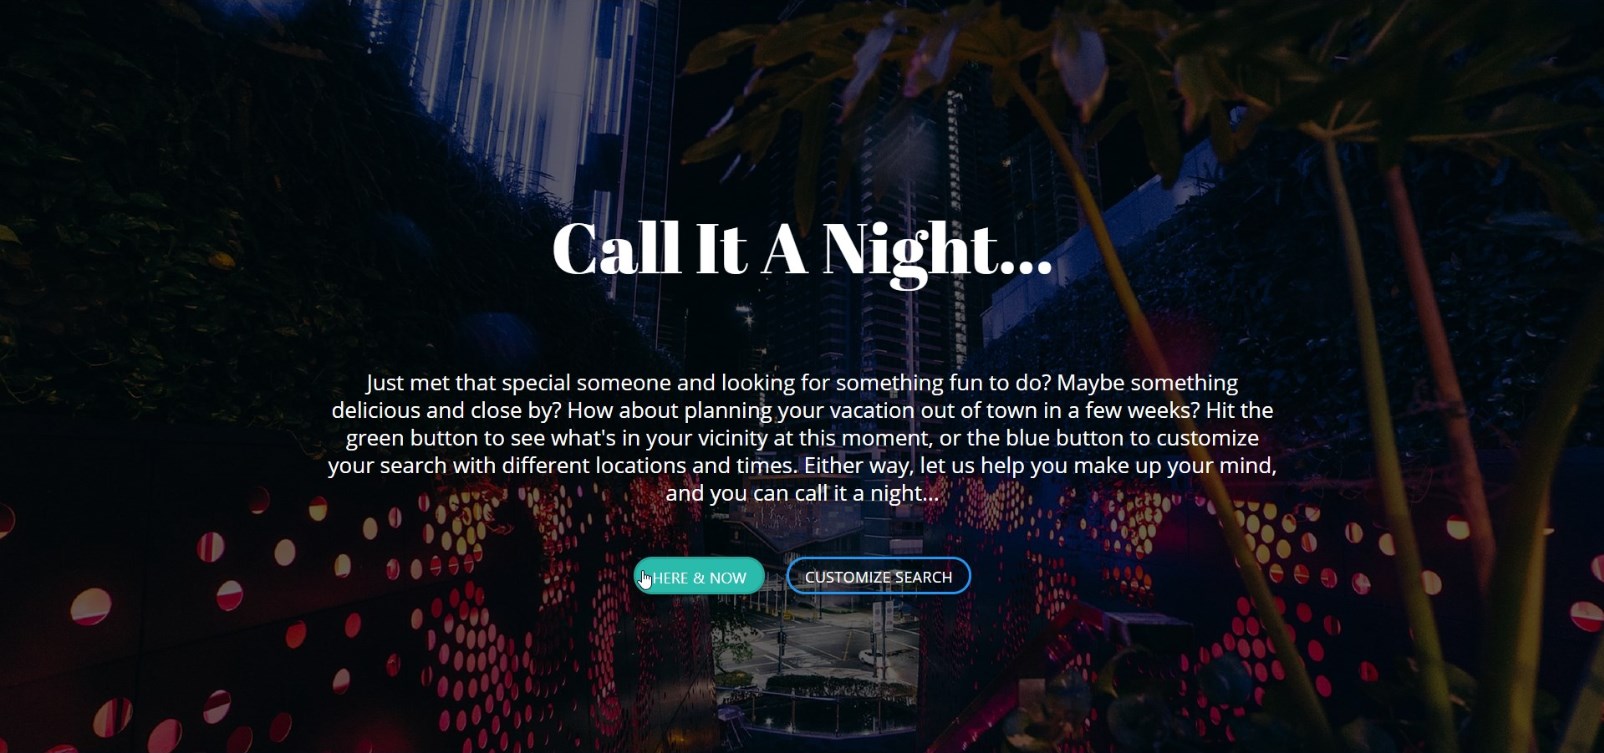 Call It A Night...
Just met that special someone and looking for something fun to do? Maybe something
delicious and close by? How about planning your vacation out of town in a few weeks? Hit the
green button to see what's in your vicinity at this moment, or the blue button to customize
your search with different locations and times. Either way, let us help you make up your mind,
and you can call it a night...
HERE & NOW
CUSTOMIZE SEARCH